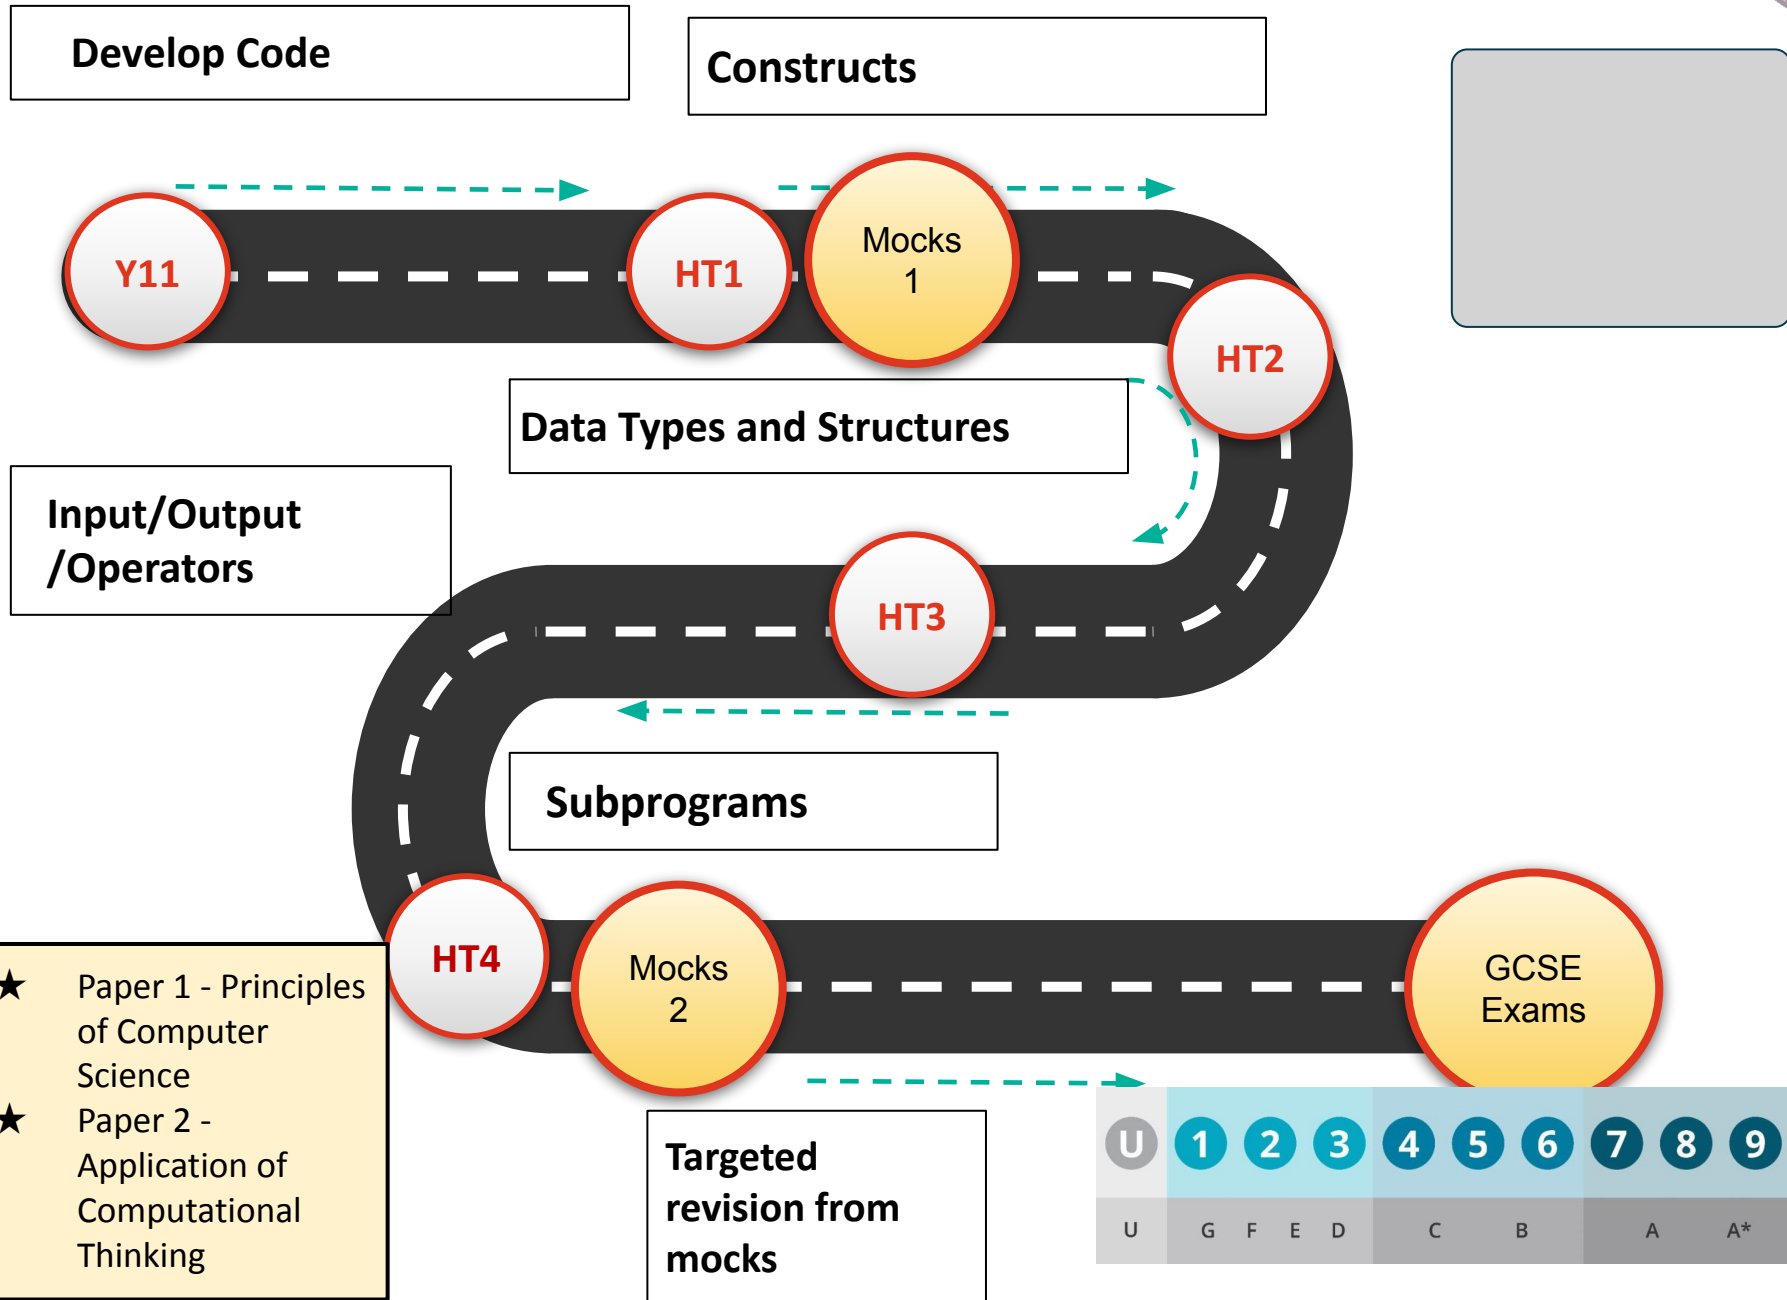 Develop Code
Constructs
Y11
HT1
Mocks
1
HT2
Data Types and Structures
Input/Output
/Operators
HT3
Subprograms
HT4
Mocks
2
GCSE
Exams
★ Paper 1 - Principles
of Computer
Science
★ Paper 2 -
Application of
Computational
Thinking
Targeted
revision from
mocks
U 1 2 3 4 5 6 7 8 9
U G F E D C B A A*